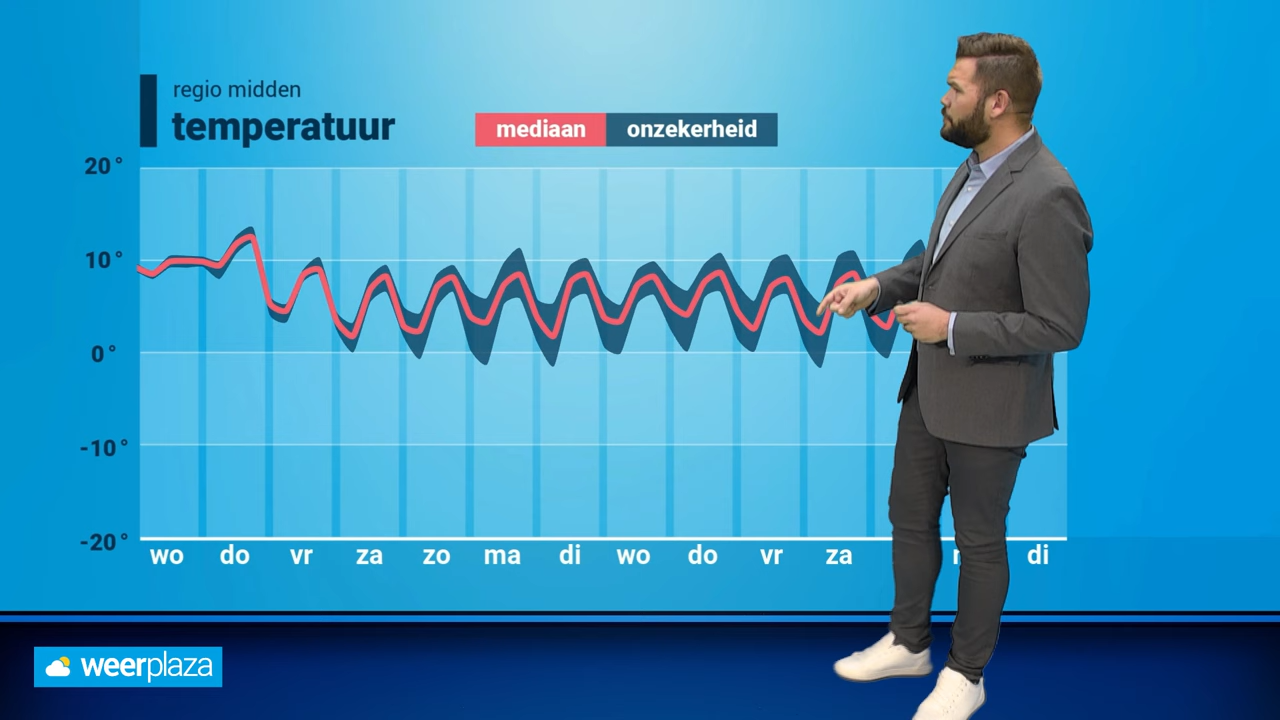 regio midden
temperatuur
mediaan onzekerheid
20°
10°
0°
-10°
-20°
wo do vr za zo ma di wo do vr za di
weerplaza